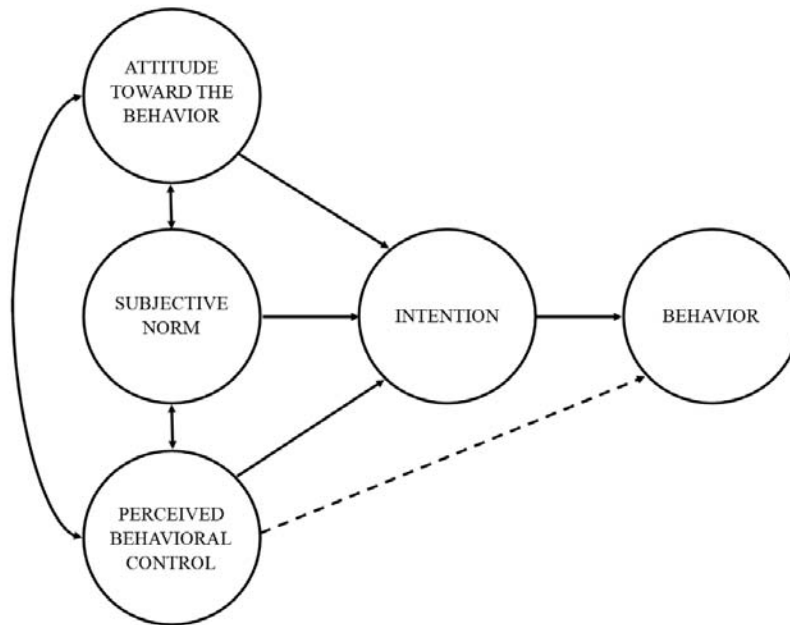 ATTITUDE
TOWARD THE
BEHAVIOR
SUBJECTIVE
NORM
INTENTION
BEHAVIOR
PERCEIVED
BEHAVIORAL
CONTROL